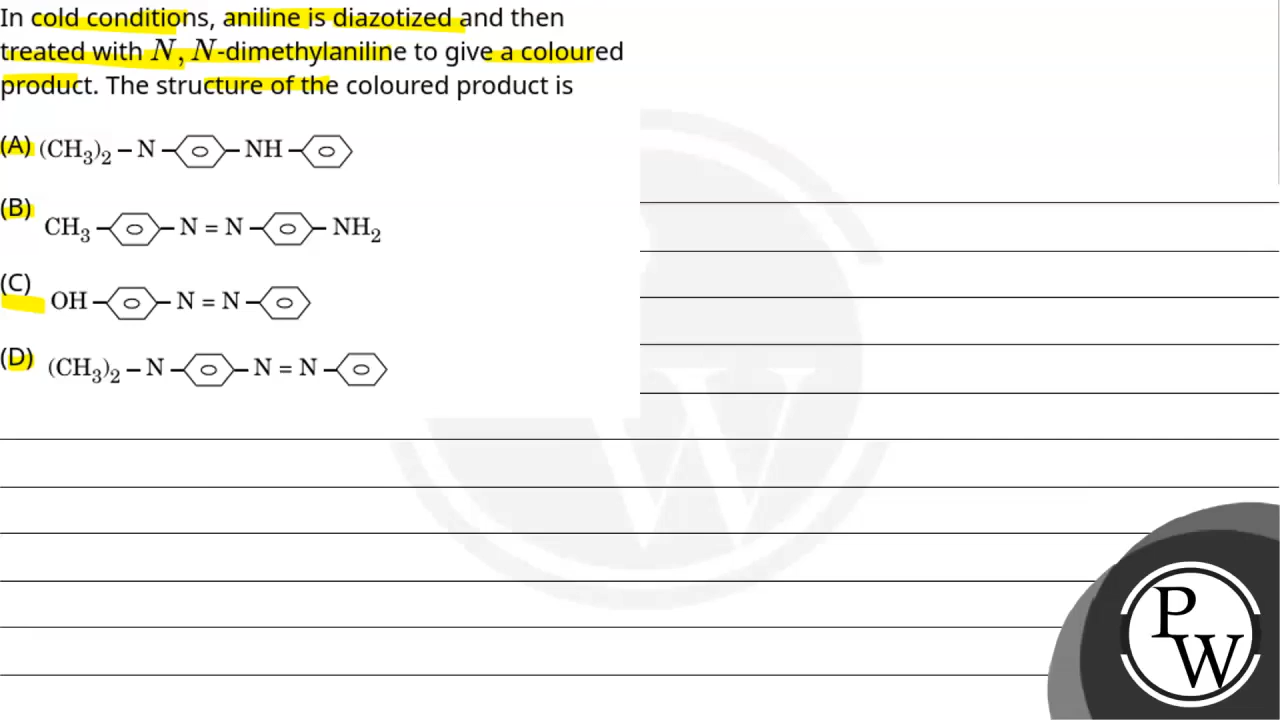 In cold conditions, aniline is diazotized and then
treated with N, N-dimethylaniline to give a coloured
product. The structure of the coloured product is
(A) (CH₃)₂ – N – – NH –
(B) CH₃ – – N = N – – NH₂
(C) OH – – N = N –
(D) (CH₃)₂ – N – – N = N –
W
P
W